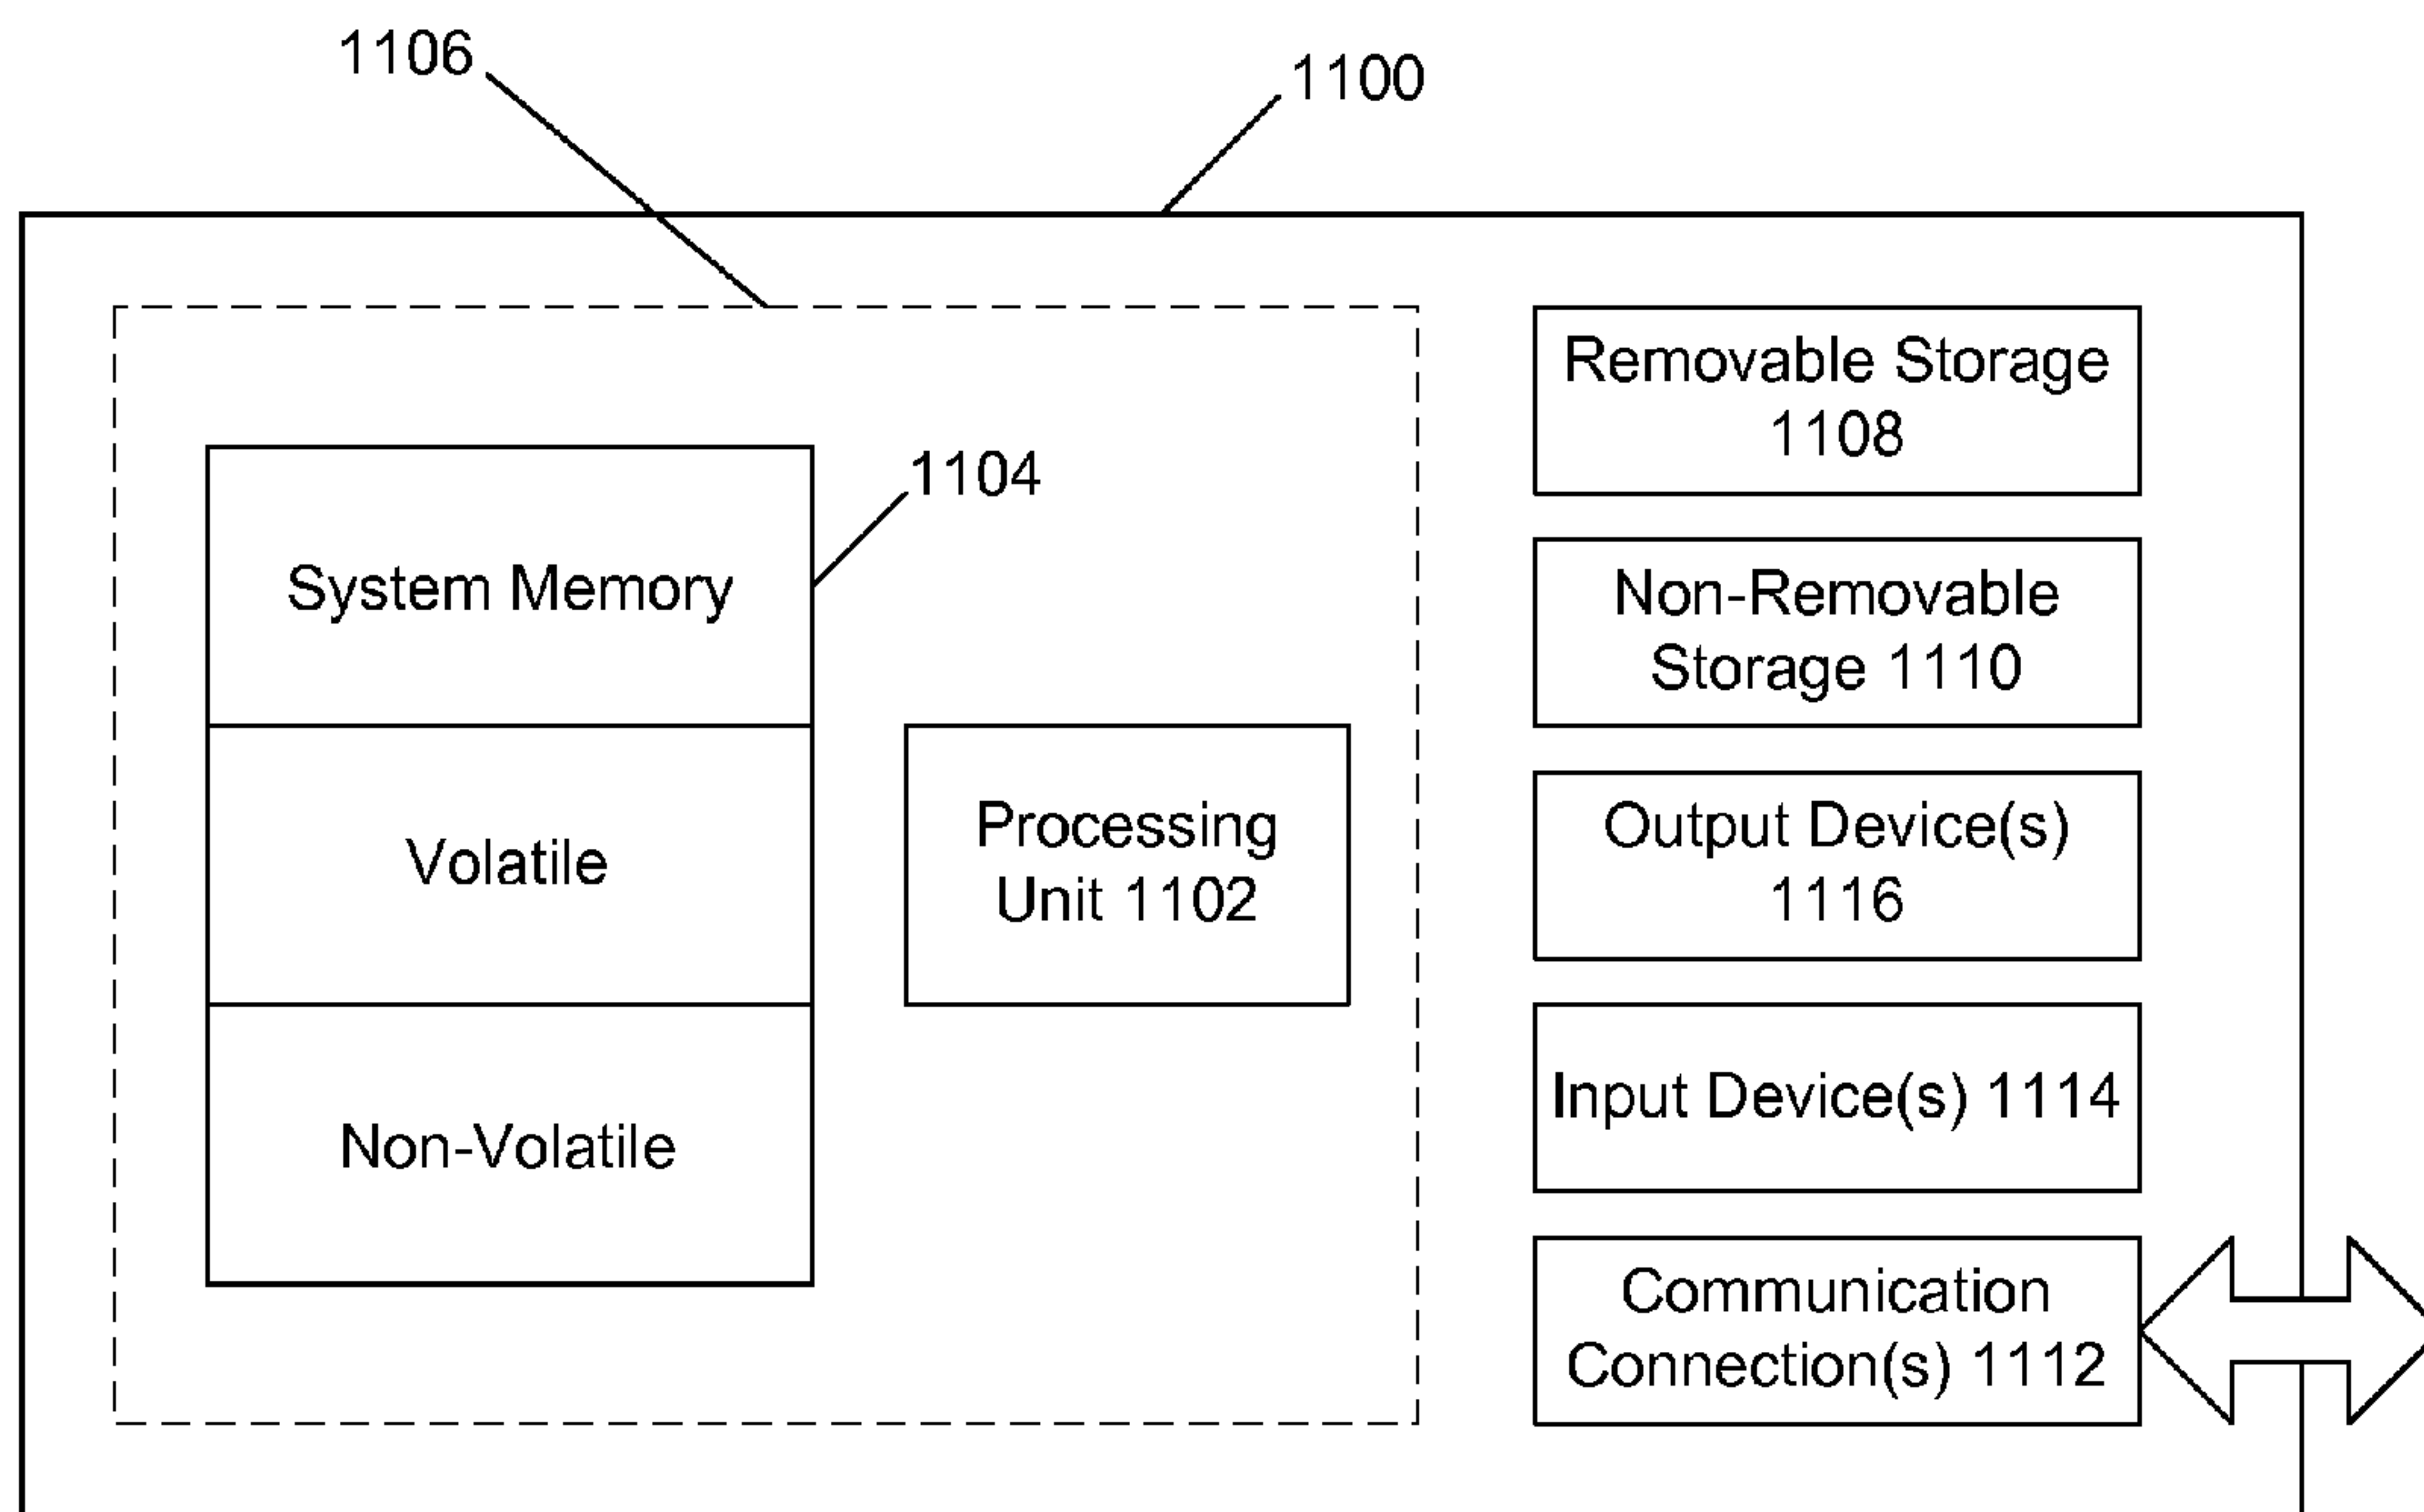 1106
1100
1104
System Memory
Volatile
Non-Volatile
Processing
Unit 1102
Removable Storage
1108
Non-Removable
Storage 1110
Output Device(s)
1116
Input Device(s) 1114
Communication
Connection(s) 1112